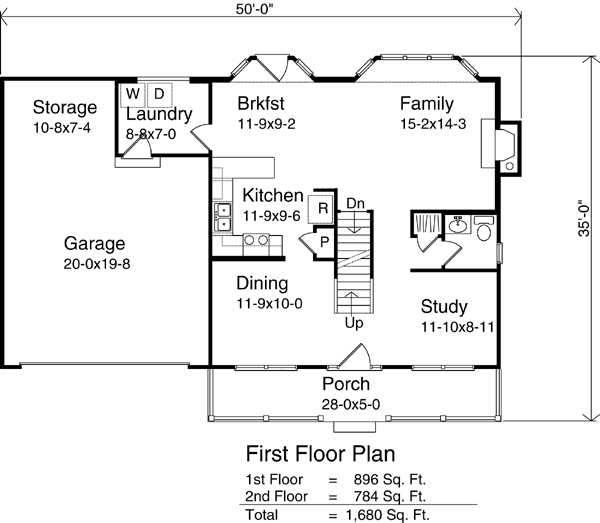 50'-0"
Storage
10-8x7-4
W D
Laundry
8-8x7-0
Brkfst
11-9x9-2
Family
15-2x14-3
Kitchen
11-9x9-6
R
Dn
P
35'-0"
Garage
20-0x19-8
Dining
11-9x10-0
Up
Study
11-10x8-11
Porch
28-0x5-0
First Floor Plan
1st Floor = 896 Sq. Ft.
2nd Floor = 784 Sq. Ft.
Total = 1,680 Sq. Ft.